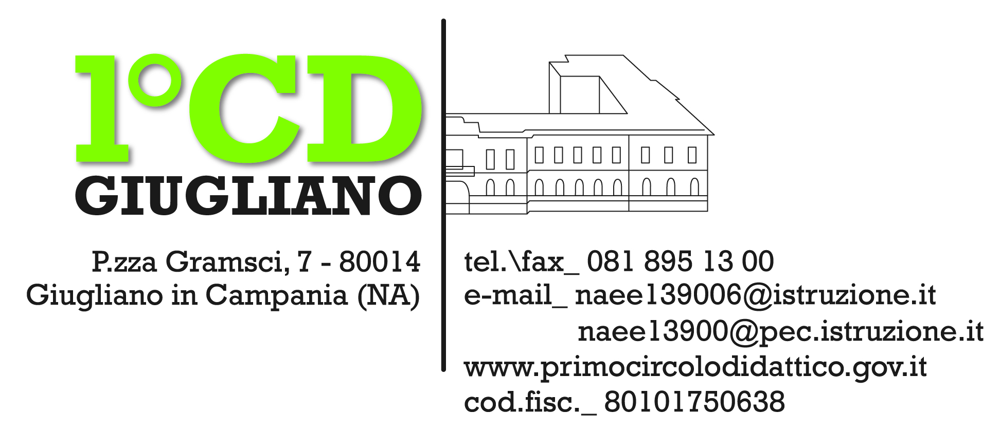 1°CD
GIUGLIANO
P.zza Gramsci, 7 - 80014
Giugliano in Campania (NA)
tel.\fax_ 081 895 13 00
e-mail_ naee139006@istruzione.it
naee13900@pec.istruzione.it
www.primocircolodidattico.gov.it
cod.fisc._ 80101750638